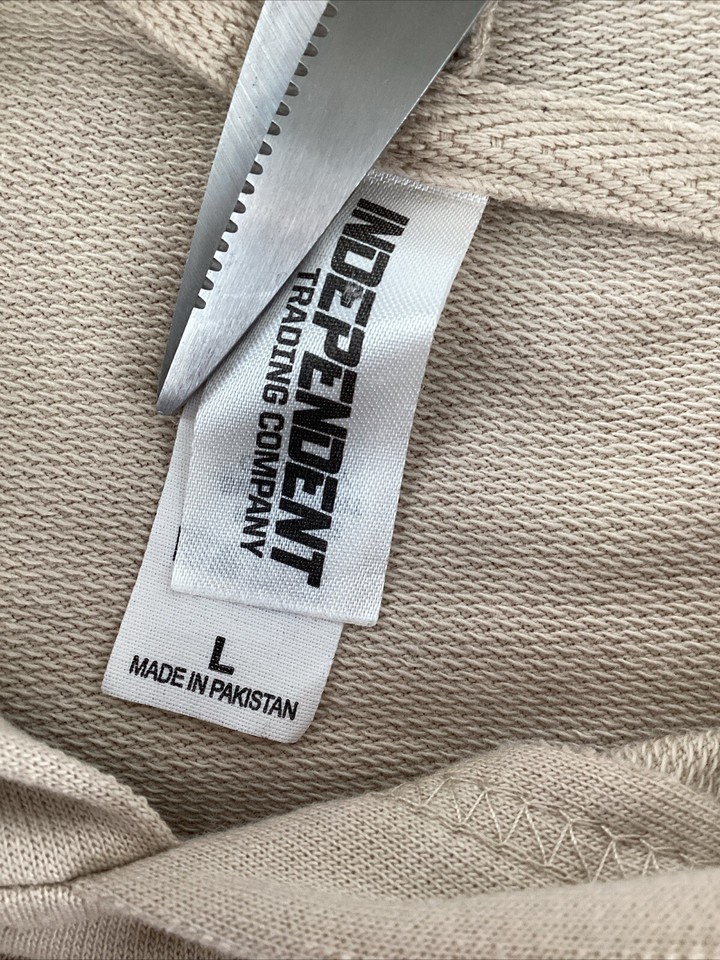 INDEPENDENT
TRADING COMPANY
L
MADE IN PAKISTAN